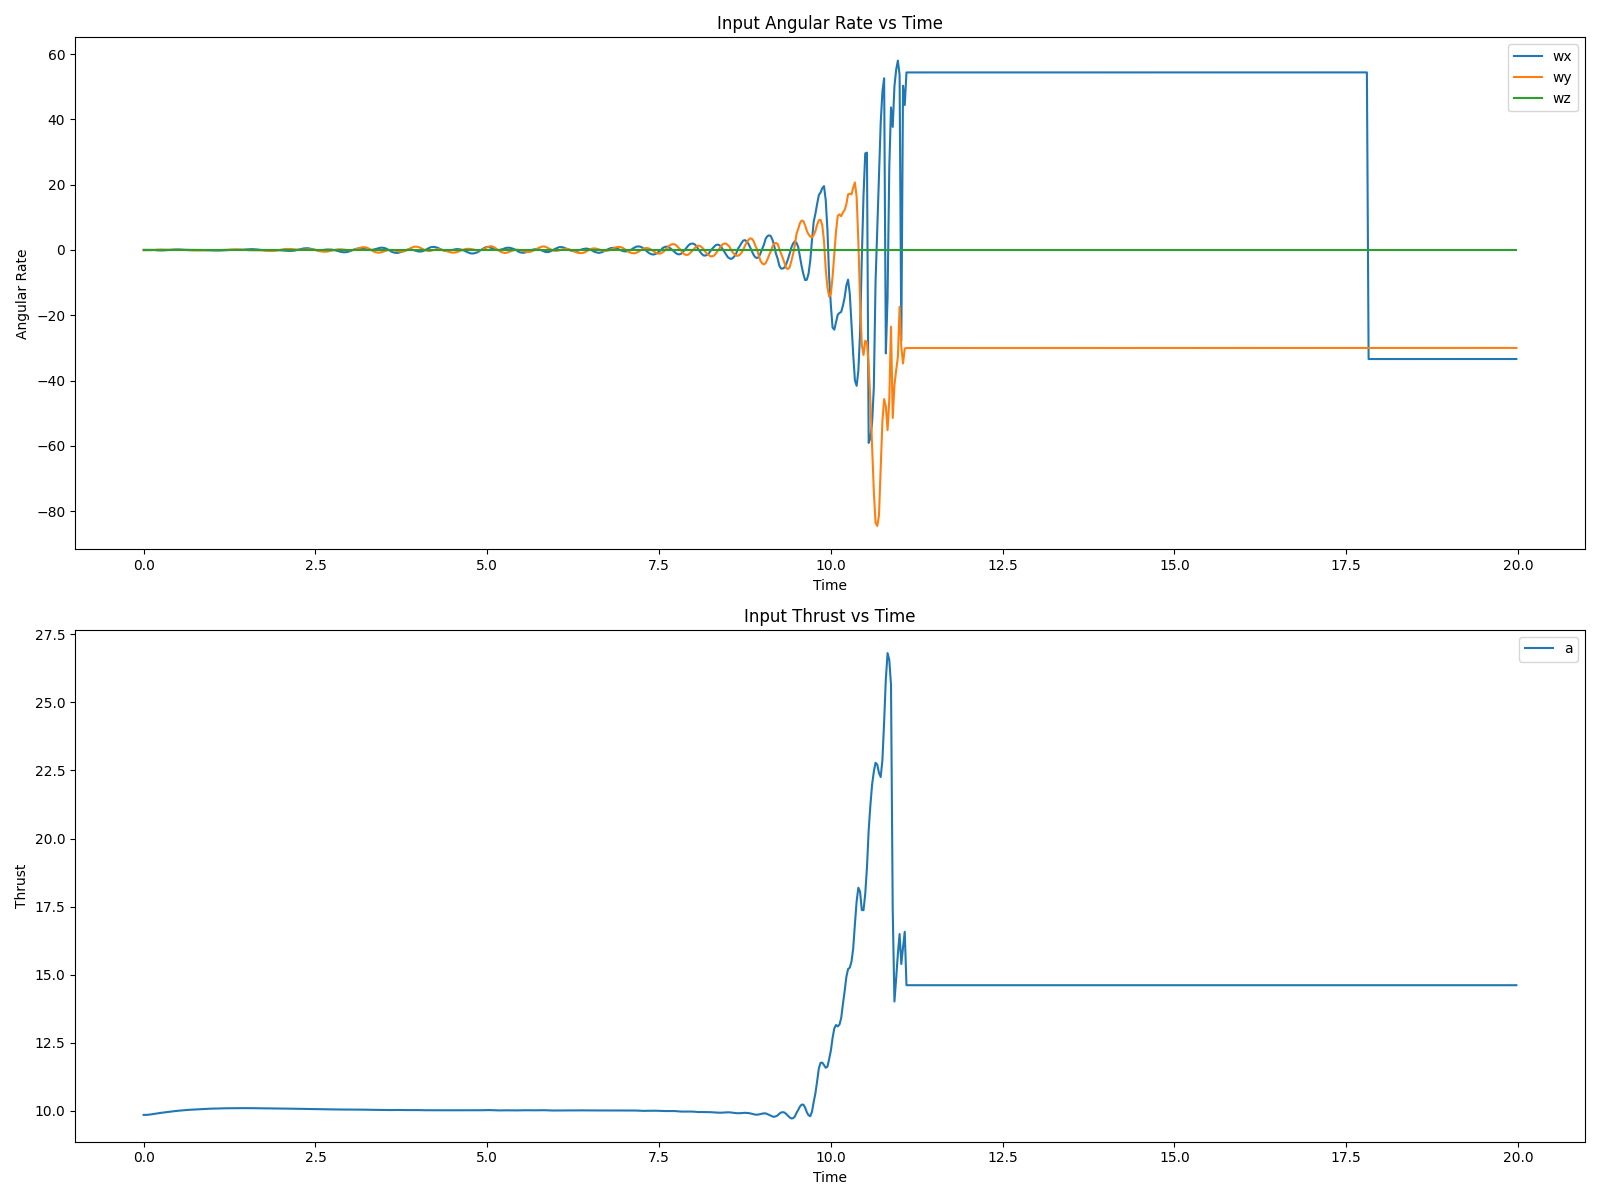 Input Angular Rate vs Time
60
40
20
0
−20
−40
−60
−80
Angular Rate
wx
wy
wz
0.0 2.5 5.0 7.5 10.0 12.5 15.0 17.5 20.0
Time
Input Thrust vs Time
27.5
25.0
22.5
20.0
17.5
15.0
12.5
10.0
Thrust
a
0.0 2.5 5.0 7.5 10.0 12.5 15.0 17.5 20.0
Time